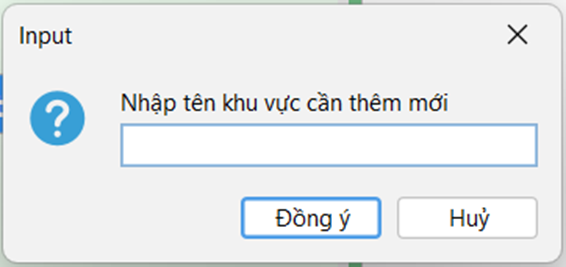 Input
Nhập tên khu vực cần thêm mới
Đồng ý
Huỷ